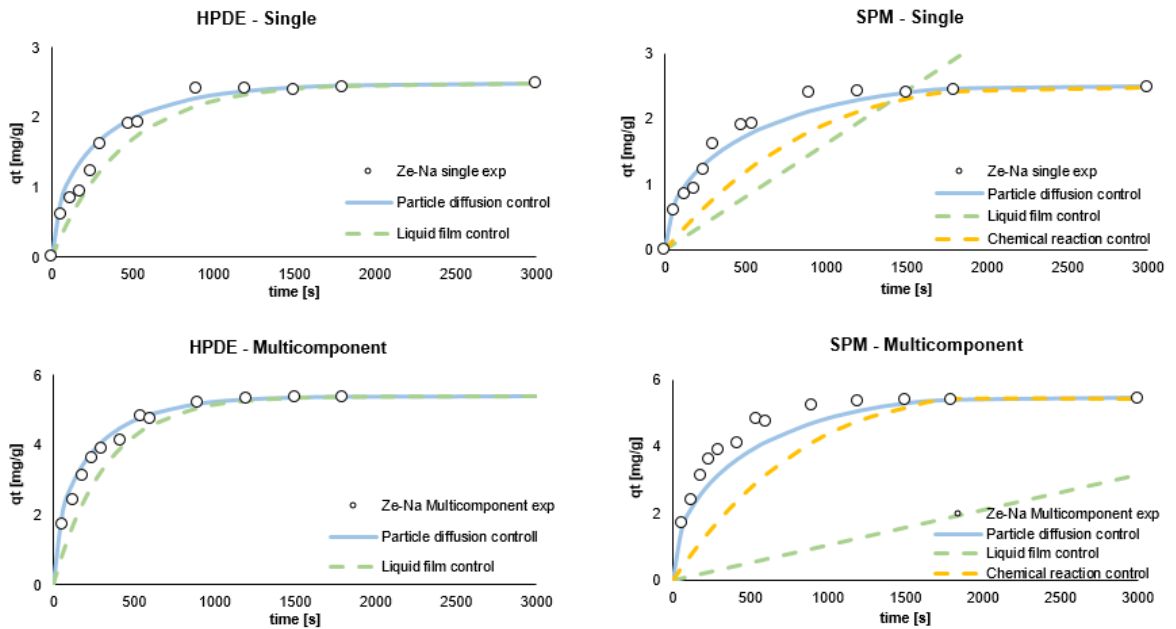 HPDE - Single
3
2
1
0
qt [mg/g]
Ze-Na single exp
Particle diffusion control
Liquid film control
0 500 1000 1500 2000 2500 3000
time [s]
SPM - Single
3
2
1
0
qt [mg/g]
Ze-Na single exp
Particle diffusion control
Liquid film control
Chemical reaction control
0 500 1000 1500 2000 2500 3000
time [s]
HPDE - Multicomponent
6
4
2
0
qt [mg/g]
Ze-Na Multicomponent exp
Particle diffusion controll
Liquid film control
0 500 1000 1500 2000 2500 3000
time [s]
SPM - Multicomponent
6
4
2
0
qt [mg/g]
Ze-Na Multicomponent exp
Particle diffusion control
Liquid film control
Chemical reaction control
0 500 1000 1500 2000 2500 3000
time [s]